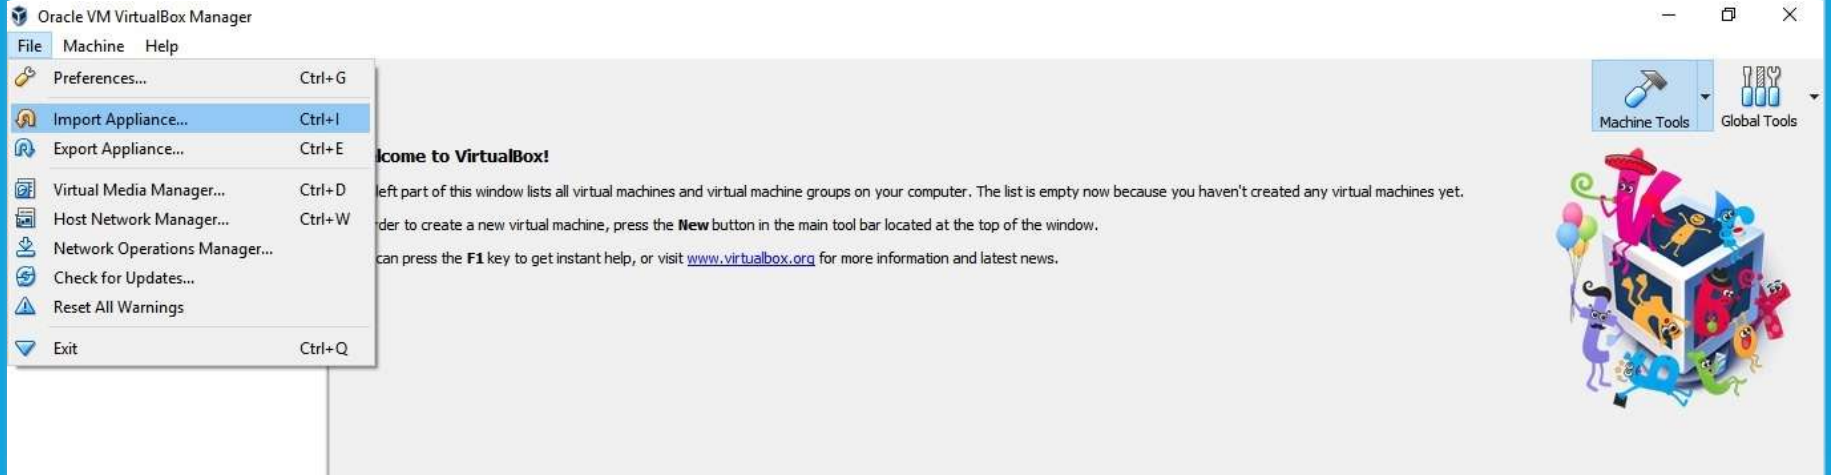 Oracle VM VirtualBox Manager
File Machine Help
Preferences... Ctrl+G
Import Appliance... Ctrl+I
Export Appliance... Ctrl+E
Virtual Media Manager... Ctrl+D
Host Network Manager... Ctrl+W
Network Operations Manager...
Check for Updates...
Reset All Warnings
Exit Ctrl+Q
Machine Tools
Global Tools
lcome to VirtualBox!
left part of this window lists all virtual machines and virtual machine groups on your computer. The list is empty now because you haven't created any virtual machines yet.
der to create a new virtual machine, press the New button in the main tool bar located at the top of the window.
can press the F1 key to get instant help, or visit www.virtualbox.org for more information and latest news.